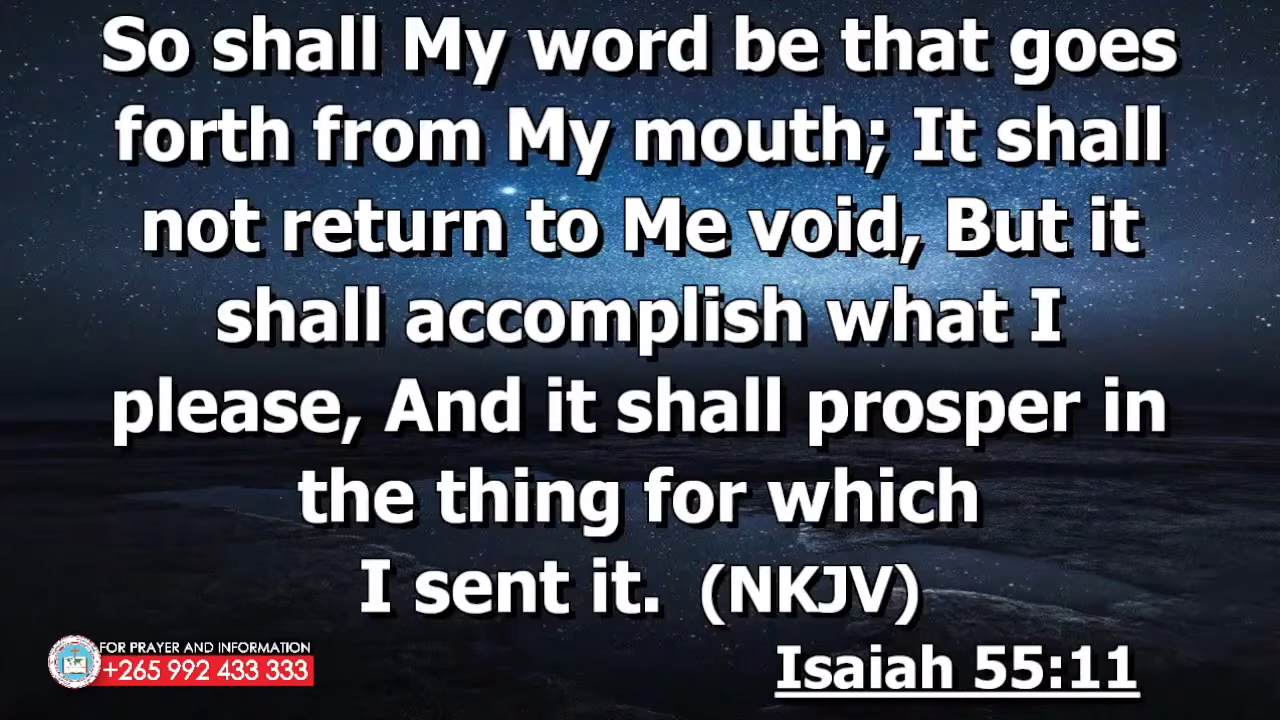 So shall My word be that goes
forth from My mouth; It shall
not return to Me void, But it
shall accomplish what I
please, And it shall prosper in
the thing for which
I sent it. (NKJV)
Isaiah 55:11
FOR PRAYER AND INFORMATION
+265 992 433 333